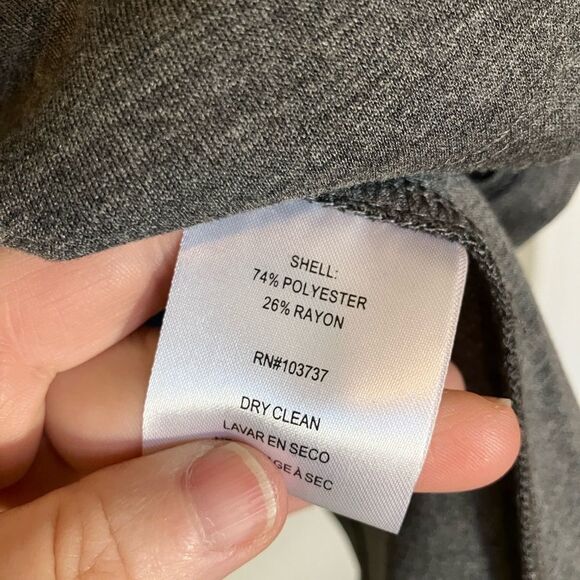 SHELL:
74% POLYESTER
26% RAYON
RN#103737
DRY CLEAN
LAVAR EN SECO
À SEC